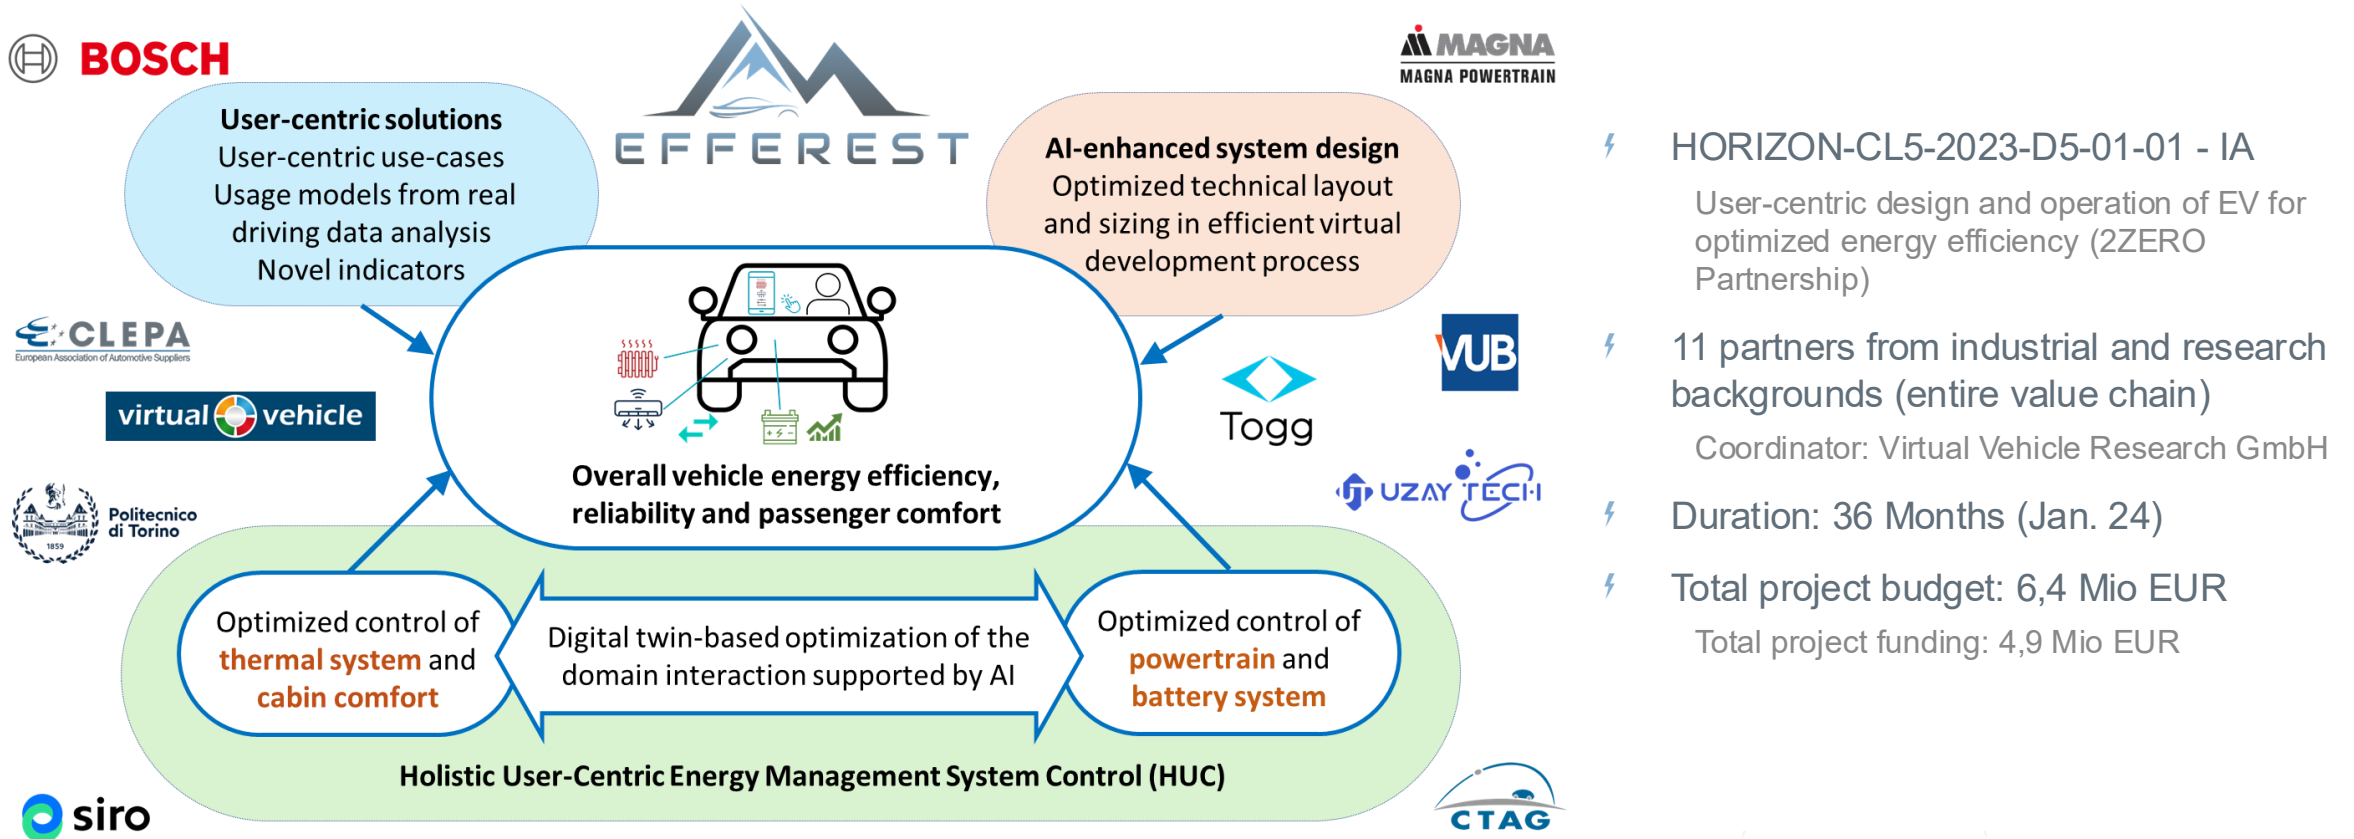 BOSCH
EFFEREST
MAGNA
MAGNA POWERTRAIN
User-centric solutions
User-centric use-cases
Usage models from real
driving data analysis
Novel indicators
AI-enhanced system design
Optimized technical layout
and sizing in efficient virtual
development process
CLEPA
European Association of Automotive Suppliers
virtual vehicle
VUB
Togg
UZAY TECH
Politecnico
di Torino
1859
Overall vehicle energy efficiency,
reliability and passenger comfort
Optimized control of
thermal system and
cabin comfort
Digital twin-based optimization of the
domain interaction supported by AI
Optimized control of
powertrain and
battery system
Holistic User-Centric Energy Management System Control (HUC)
siro
CTAG
HORIZON-CL5-2023-D5-01-01 - IA
User-centric design and operation of EV for
optimized energy efficiency (2ZERO
Partnership)
11 partners from industrial and research
backgrounds (entire value chain)
Coordinator: Virtual Vehicle Research GmbH
Duration: 36 Months (Jan. 24)
Total project budget: 6,4 Mio EUR
Total project funding: 4,9 Mio EUR